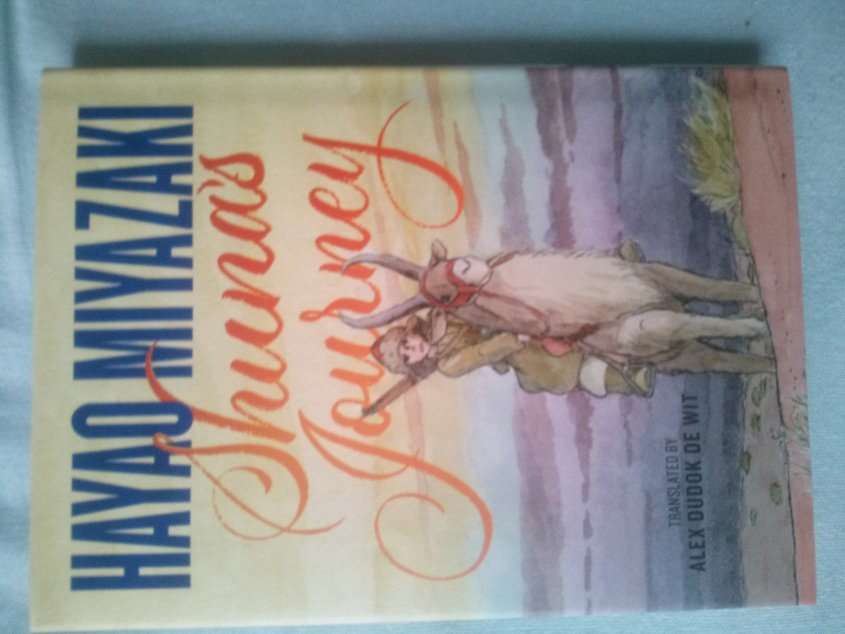 HAYAO MIYAZAKI
Shuna's
Journey
TRANSLATED BY
ALEX DUDOK DE WIT